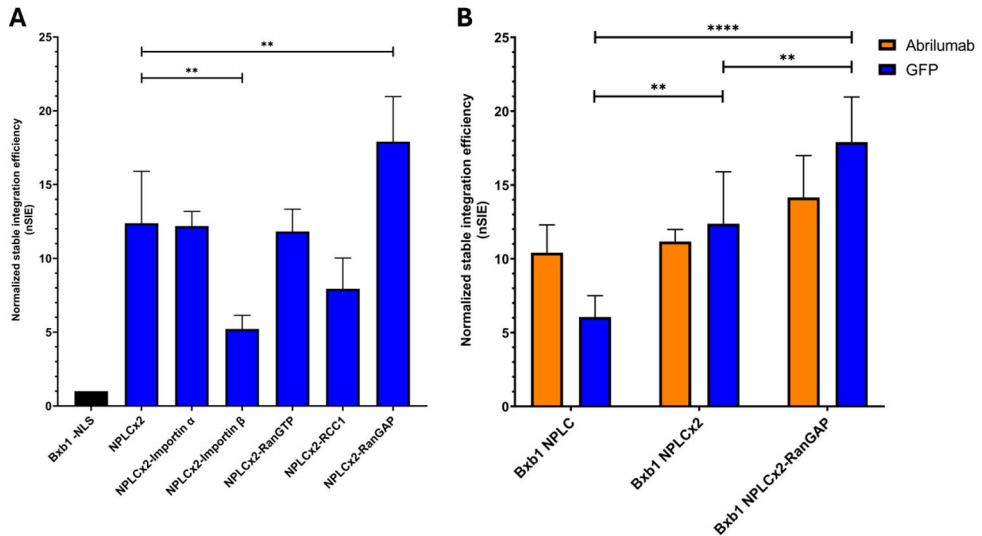 A
Normalized stable integration efficiency
(nSIE)
25
20
15
10
5
0
**
**
Bxb1 -NLS
NPLCx2
NPLCx2-Importin α
NPLCx2-Importin β
NPLCx2-RanGTP
NPLCx2-RCC1
NPLCx2-RanGAP
B
Normalized stable integration efficiency
(nSIE)
25
20
15
10
5
0
****
**
**
Abrilumab
GFP
Bxb1 NPLC
Bxb1 NPLCx2
Bxb1 NPLCx2-RanGAP